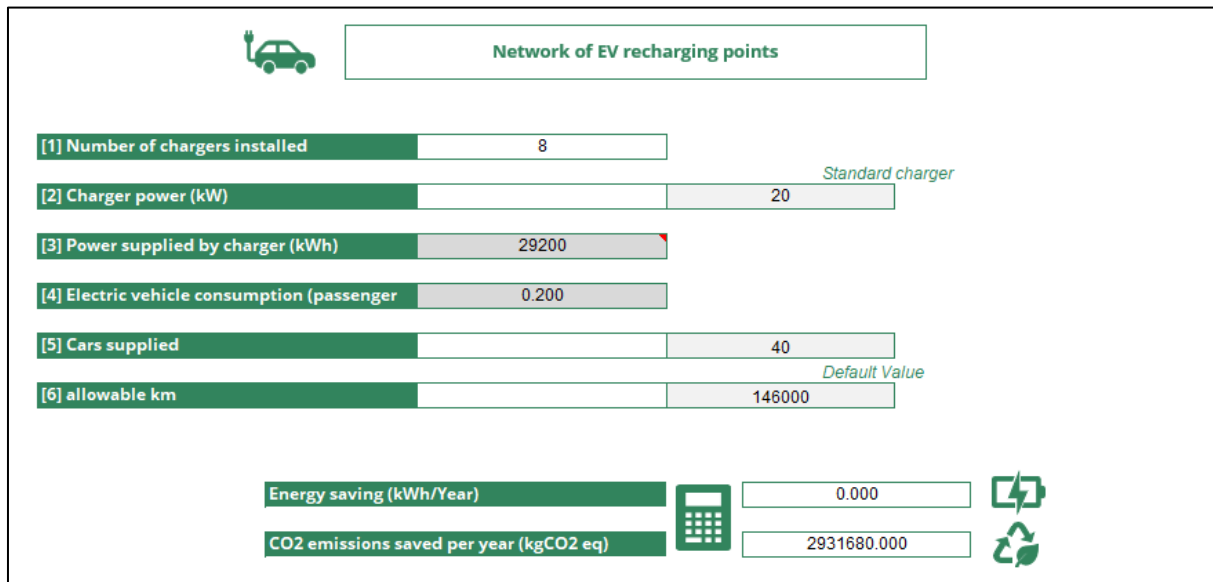 Network of EV recharging points
[1] Number of chargers installed 8
Standard charger
[2] Charger power (kW) 20
[3] Power supplied by charger (kWh) 29200
[4] Electric vehicle consumption (passenger 0.200
[5] Cars supplied 40
Default Value
[6] allowable km 146000
Energy saving (kWh/Year) 0.000
CO2 emissions saved per year (kgCO2 eq) 2931680.000